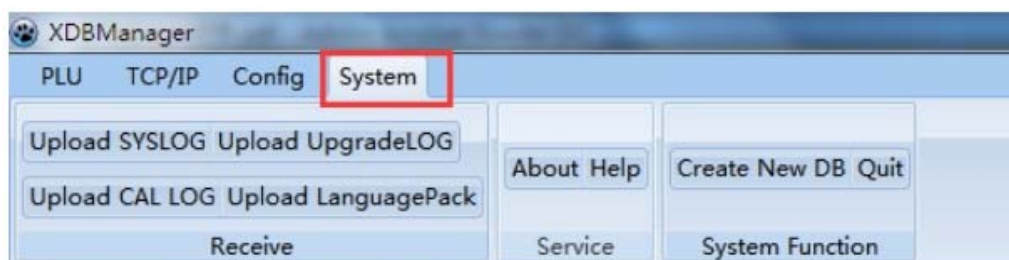 XDBManager
PLU TCP/IP Config System
Upload SYSLOG Upload UpgradeLOG
Upload CAL LOG Upload LanguagePack
Receive
About Help
Service
Create New DB Quit
System Function